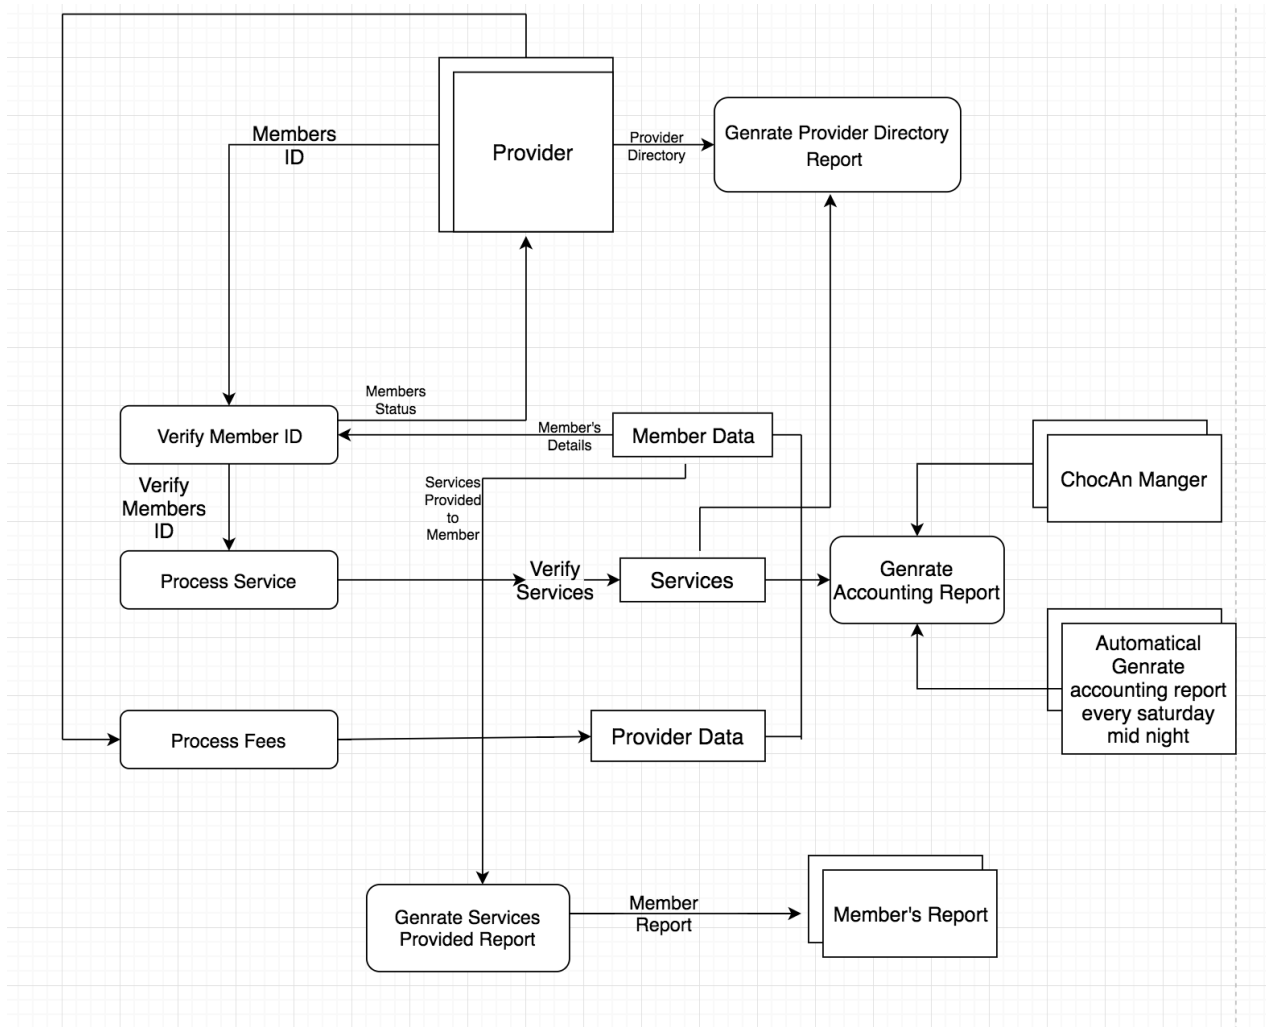 Members
ID
Provider
Provider
Directory
Genrate Provider Directory
Report
Members
Status
Verify Member ID
Member's
Details
Member Data
ChocAn Manger
Verify
Members
ID
Services
Provided
to
Member
Process Service
Verify
Services
Services
Genrate
Accounting Report
Automatical
Genrate
accounting report
every saturday
mid night
Process Fees
Provider Data
Genrate Services
Provided Report
Member
Report
Member's Report